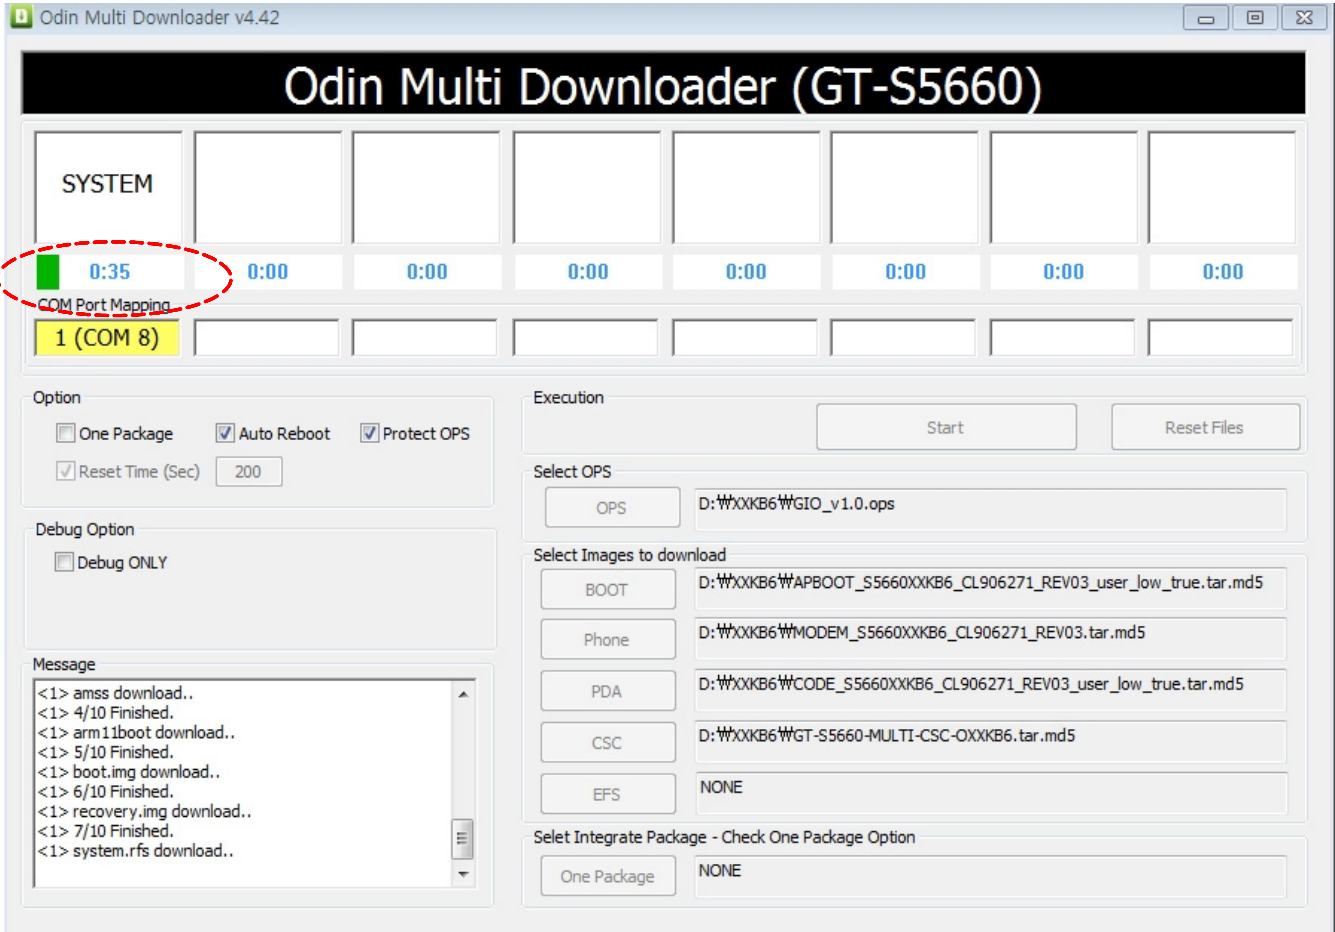 Odin Multi Downloader v4.42
Odin Multi Downloader (GT-S5660)
SYSTEM
0:35 0:00 0:00 0:00 0:00 0:00 0:00 0:00
COM Port Mapping
1 (COM 8)
Option
One Package Auto Reboot Protect OPS
Reset Time (Sec) 200
Debug Option
Debug ONLY
Message
<1> amss download..
<1> 4/10 Finished.
<1> arm11boot download..
<1> 5/10 Finished.
<1> boot.img download..
<1> 6/10 Finished.
<1> recovery.img download..
<1> 7/10 Finished.
<1> system.rfs download..
Execution
Start Reset Files
Select OPS
OPS D:₩XXKB6₩GIO_v1.0.ops
Select Images to download
BOOT D:₩XXKB6₩APBOOT_S5660XXKB6_CL906271_REV03_user_low_true.tar.md5
Phone D:₩XXKB6₩MODEM_S5660XXKB6_CL906271_REV03.tar.md5
PDA D:₩XXKB6₩CODE_S5660XXKB6_CL906271_REV03_user_low_true.tar.md5
CSC D:₩XXKB6₩GT-S5660-MULTI-CSC-OXXKB6.tar.md5
EFS NONE
Selet Integrate Package - Check One Package Option
One Package NONE